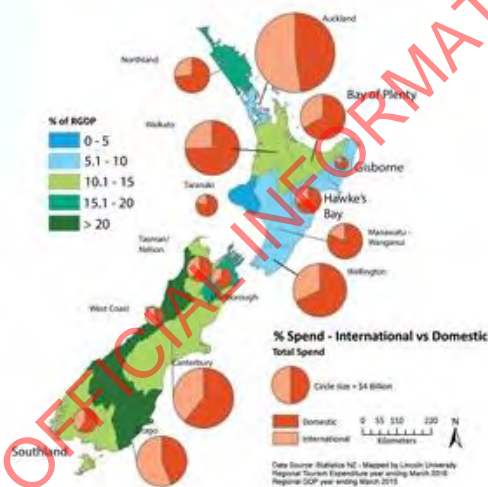 Auckland
Northland
Bay of Plenty
% of RGDP
0 - 5
5.1 - 10
10.1 - 15
15.1 - 20
> 20
Waikato
Gisborne
Taranaki
Hawke's
Bay
Manawatu -
Wanganui
Tasman/
Nelson
Wellington
West Coast
Marlborough
% Spend - International vs Domestic
Total Spend
Canterbury
Circle size = $4 Billion
Domestic
International
0 55 110 220
Kilometers
N
Otago
Southland
Data Source: Statistics NZ - Mapped by Lincoln University
Regional Tourism Expenditure year ending March 2016
Regional GDP year ending March 2015
OFFICIAL INFORMAT